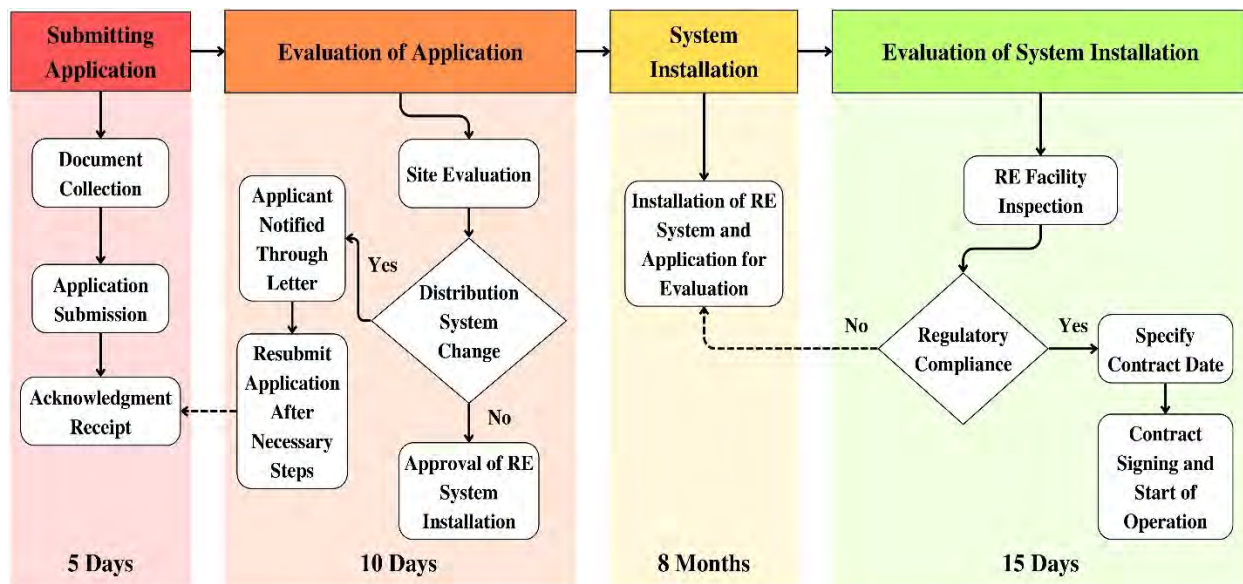 Submitting
Application
Evaluation of Application
System
Installation
Evaluation of System Installation
Document
Collection
Application
Submission
Acknowledgment
Receipt
5 Days
Site Evaluation
Applicant
Notified
Through
Letter
Yes
Distribution
System
Change
Resubmit
Application
After
Necessary
Steps
No
Approval of RE
System
Installation
10 Days
Installation of RE
System and
Application for
Evaluation
8 Months
RE Facility
Inspection
No
Regulatory
Compliance
Yes
Specify
Contract Date
Contract
Signing and
Start of
Operation
15 Days